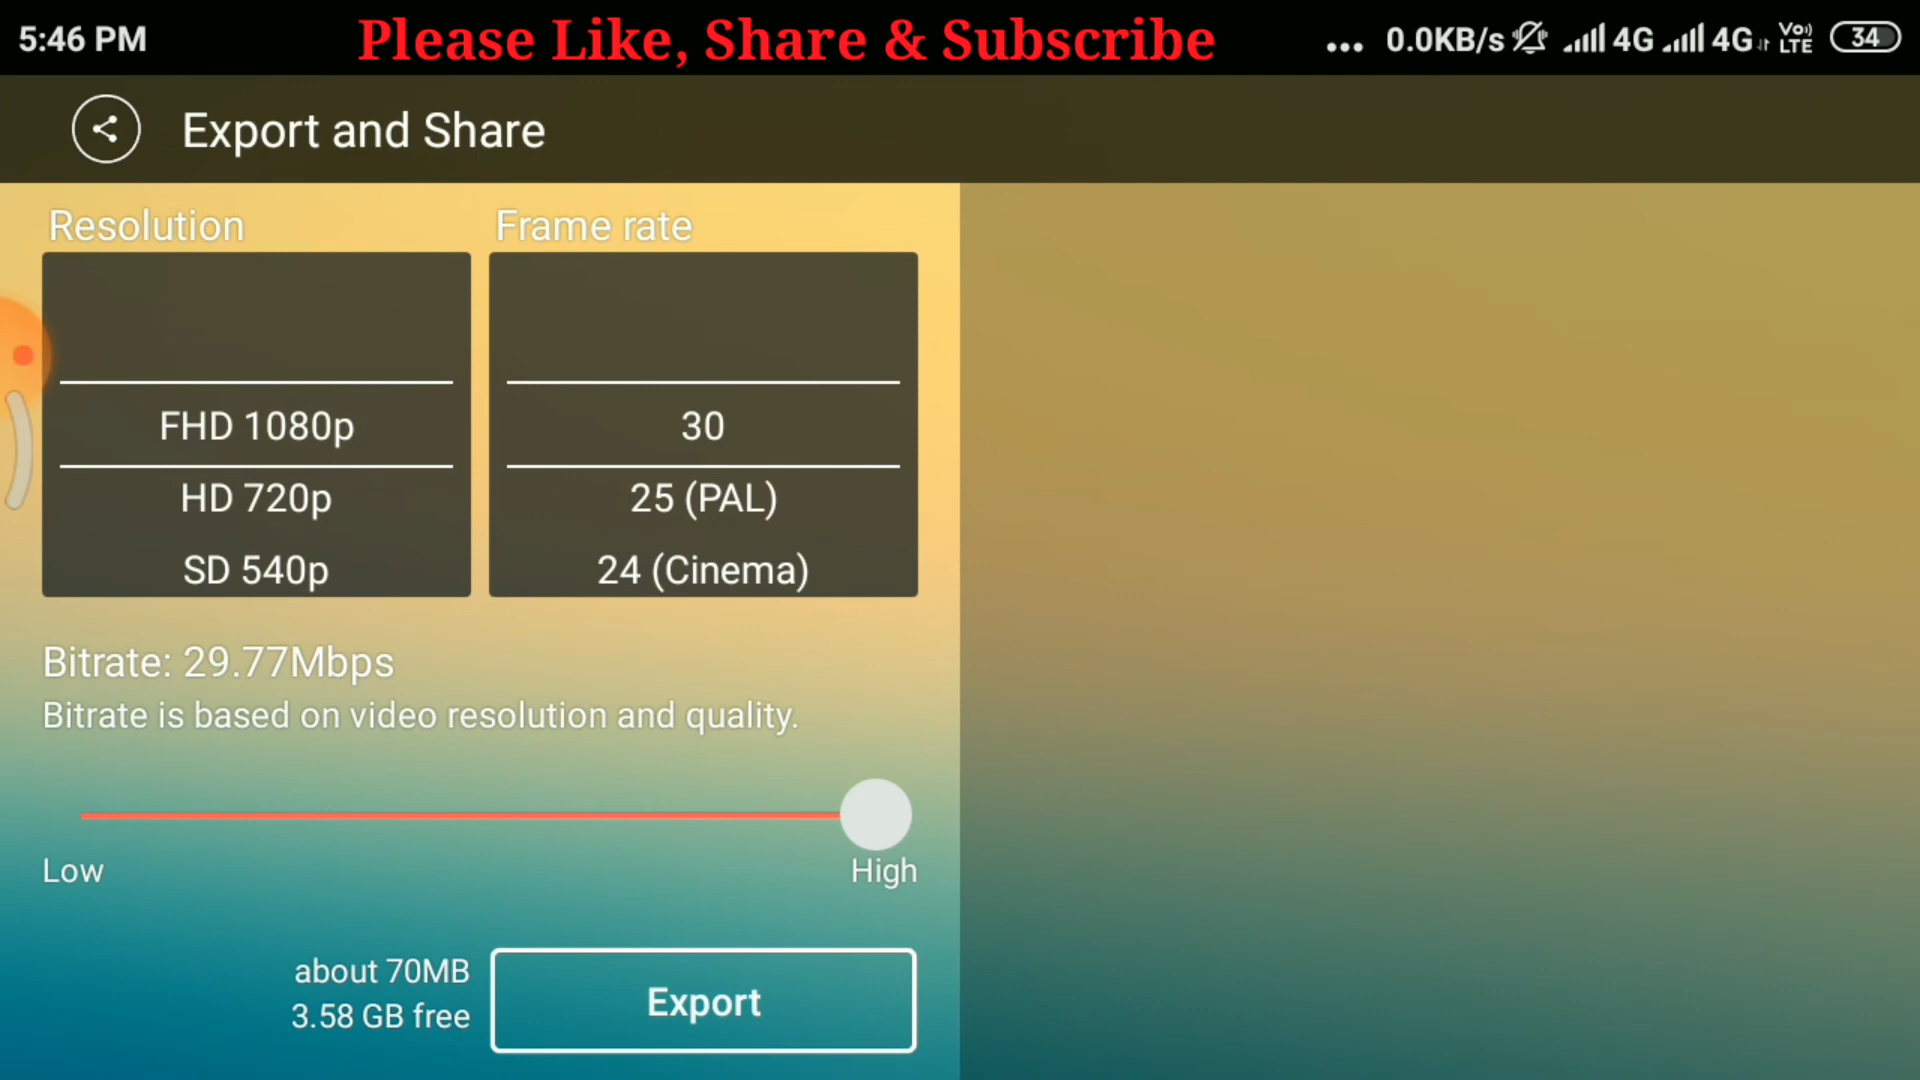 5:46 PM
Please Like, Share & Subscribe
... 0.0KB/s 4G 4G Vo)) LTE 34
Export and Share
Resolution
Frame rate
FHD 1080p
HD 720p
SD 540p
30
25 (PAL)
24 (Cinema)
Bitrate: 29.77Mbps
Bitrate is based on video resolution and quality.
Low
High
about 70MB
3.58 GB free
Export